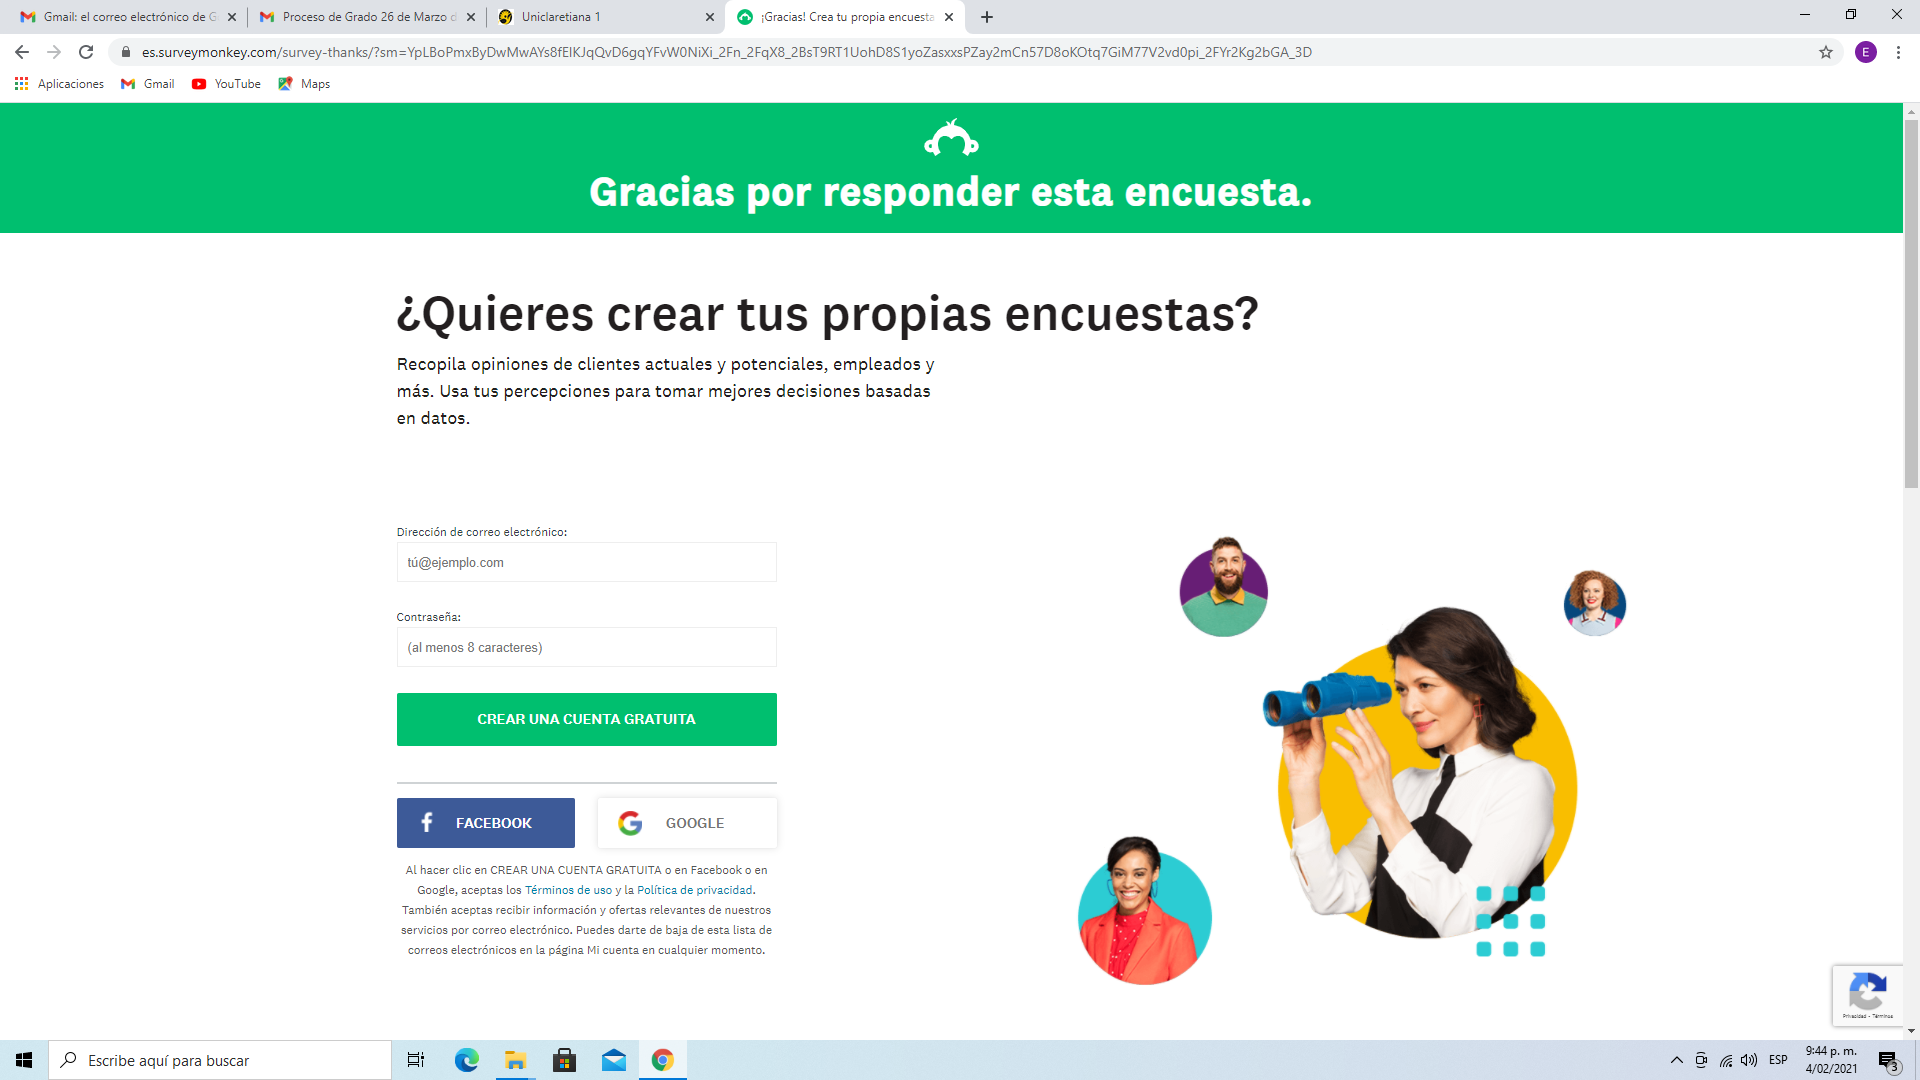 Gmail: el correo electrónico de G
Proceso de Grado 26 de Marzo d
Uniclaretiana 1
¡Gracias! Crea tu propia encuesta
es.surveymonkey.com/survey-thanks/?sm=YpLBoPmxByDwMwAYs8fElKJqQvD6gqYFvW0NiXi_2Fn_2FqX8_2BsT9RT1UohD8S1yoZasxxsPZay2mCn57D8oKOtq7GiM77V2vd0pi_2FYr2Kg2bGA_3D
E
Aplicaciones
Gmail
YouTube
Maps
Gracias por responder esta encuesta.
¿Quieres crear tus propias encuestas?
Recopila opiniones de clientes actuales y potenciales, empleados y
más. Usa tus percepciones para tomar mejores decisiones basadas
en datos.
Dirección de correo electrónico:
tú@ejemplo.com
Contraseña:
(al menos 8 caracteres)
CREAR UNA CUENTA GRATUITA
FACEBOOK
GOOGLE
Al hacer clic en CREAR UNA CUENTA GRATUITA o en Facebook o en
Google, aceptas los Términos de uso y la Política de privacidad.
También aceptas recibir información y ofertas relevantes de nuestros
servicios por correo electrónico. Puedes darte de baja de esta lista de
correos electrónicos en la página Mi cuenta en cualquier momento.
Privacidad - Términos
Escribe aquí para buscar
ESP
9:44 p. m.
4/02/2021
3